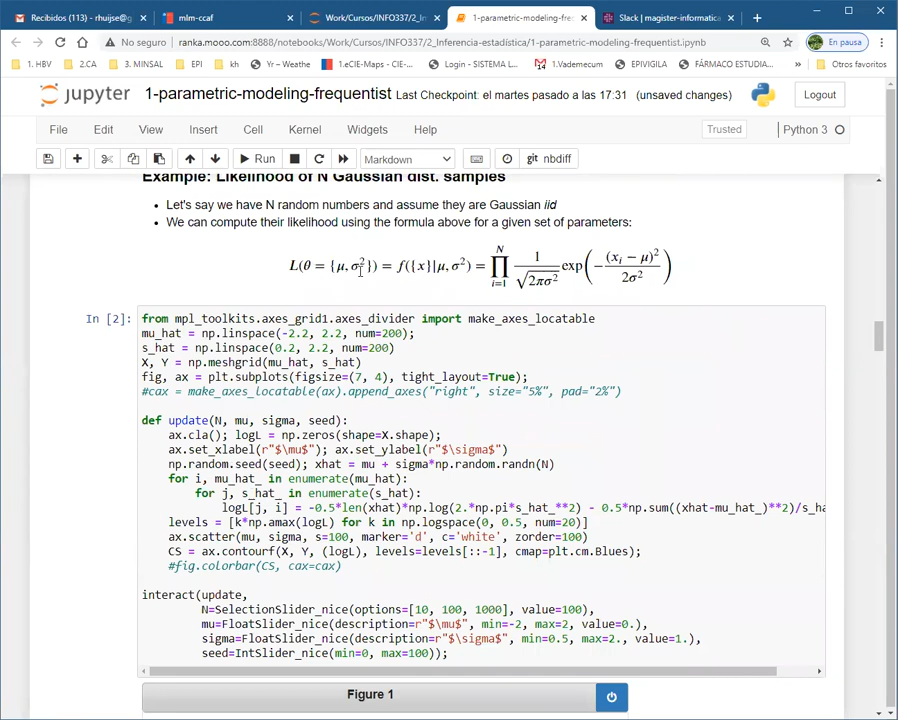 Recibidos (113) - rhuijse@g
mlm-ccaf
Work/Cursos/INFO337/2_Inf
1-parametric-modeling-fre
Slack | magister-informatica
No seguro
ranka.mooo.com:8888/notebooks/Work/Cursos/INFO337/2_Inferencia-estadística/1-parametric-modeling-frequentist.ipynb
En pausa
1. HBV
2.CA
3. MINSAL
EPI
kh
Yr – Weathe
1.eCIE-Maps - CIE-...
Login - SISTEMA L...
1.Vademecum
EPIVIGILA
FÁRMACO ESTUDIA...
»
Otros favoritos
jupyter 1-parametric-modeling-frequentist Last Checkpoint: el martes pasado a las 17:31 (unsaved changes)
Logout
File Edit View Insert Cell Kernel Widgets Help
Trusted
Python 3
Run
Markdown
nbdiff
Example: Likelihood of N Gaussian dist. samples
• Let's say we have N random numbers and assume they are Gaussian iid
• We can compute their likelihood using the formula above for a given set of parameters:
L(θ = {μ, σ²}) = f({x}|μ, σ²) = ∏_{i=1}^{N} 1/√(2πσ²) exp(−(x_i − μ)²/2σ²)
In [2]:
from mpl_toolkits.axes_grid1.axes_divider import make_axes_locatable
mu_hat = np.linspace(-2.2, 2.2, num=200);
s_hat = np.linspace(0.2, 2.2, num=200)
X, Y = np.meshgrid(mu_hat, s_hat)
fig, ax = plt.subplots(figsize=(7, 4), tight_layout=True);
#cax = make_axes_locatable(ax).append_axes("right", size="5%", pad="2%")
def update(N, mu, sigma, seed):
ax.cla(); logL = np.zeros(shape=X.shape);
ax.set_xlabel(r"$\mu$"); ax.set_ylabel(r"$\sigma$")
np.random.seed(seed); xhat = mu + sigma*np.random.randn(N)
for i, mu_hat_ in enumerate(mu_hat):
for j, s_hat_ in enumerate(s_hat):
logL[j, i] = -0.5*len(xhat)*np.log(2.*np.pi*s_hat_**2) - 0.5*np.sum((xhat-mu_hat_)**2)/s_ha
levels = [k*np.amax(logL) for k in np.logspace(0, 0.5, num=20)]
ax.scatter(mu, sigma, s=100, marker='d', c='white', zorder=100)
CS = ax.contourf(X, Y, (logL), levels=levels[::-1], cmap=plt.cm.Blues);
#fig.colorbar(CS, cax=cax)
interact(update,
N=SelectionSlider_nice(options=[10, 100, 1000], value=100),
mu=FloatSlider_nice(description=r"$\mu$", min=-2, max=2, value=0.),
sigma=FloatSlider_nice(description=r"$\sigma$", min=0.5, max=2., value=1.),
seed=IntSlider_nice(min=0, max=100));
Figure 1